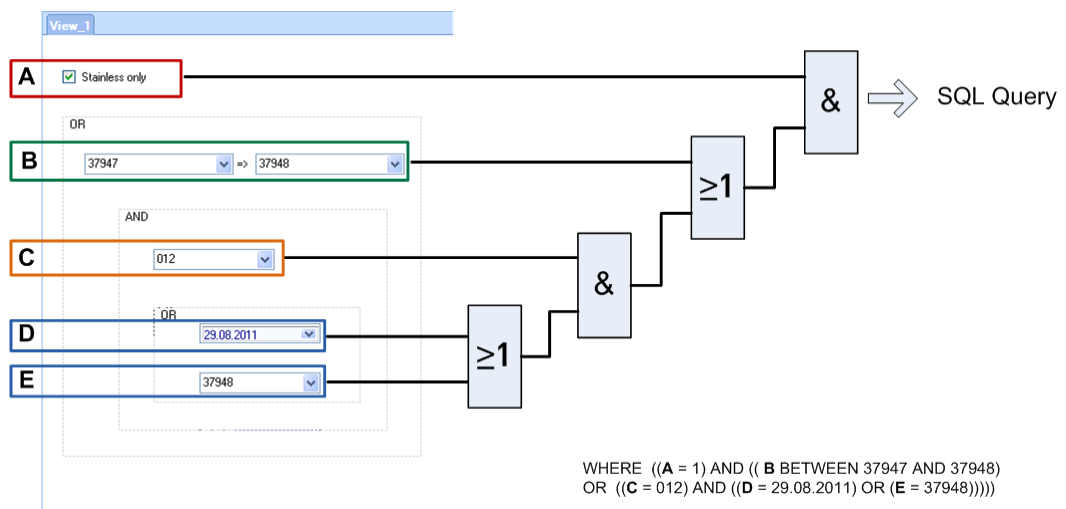 View_1
A
Stainless only
&
SQL Query
OR
B
37947
=>
37948
≥1
AND
C
012
&
OR
D
29.08.2011
≥1
E
37948
WHERE ((A = 1) AND (( B BETWEEN 37947 AND 37948)
OR ((C = 012) AND ((D = 29.08.2011) OR (E = 37948)))))